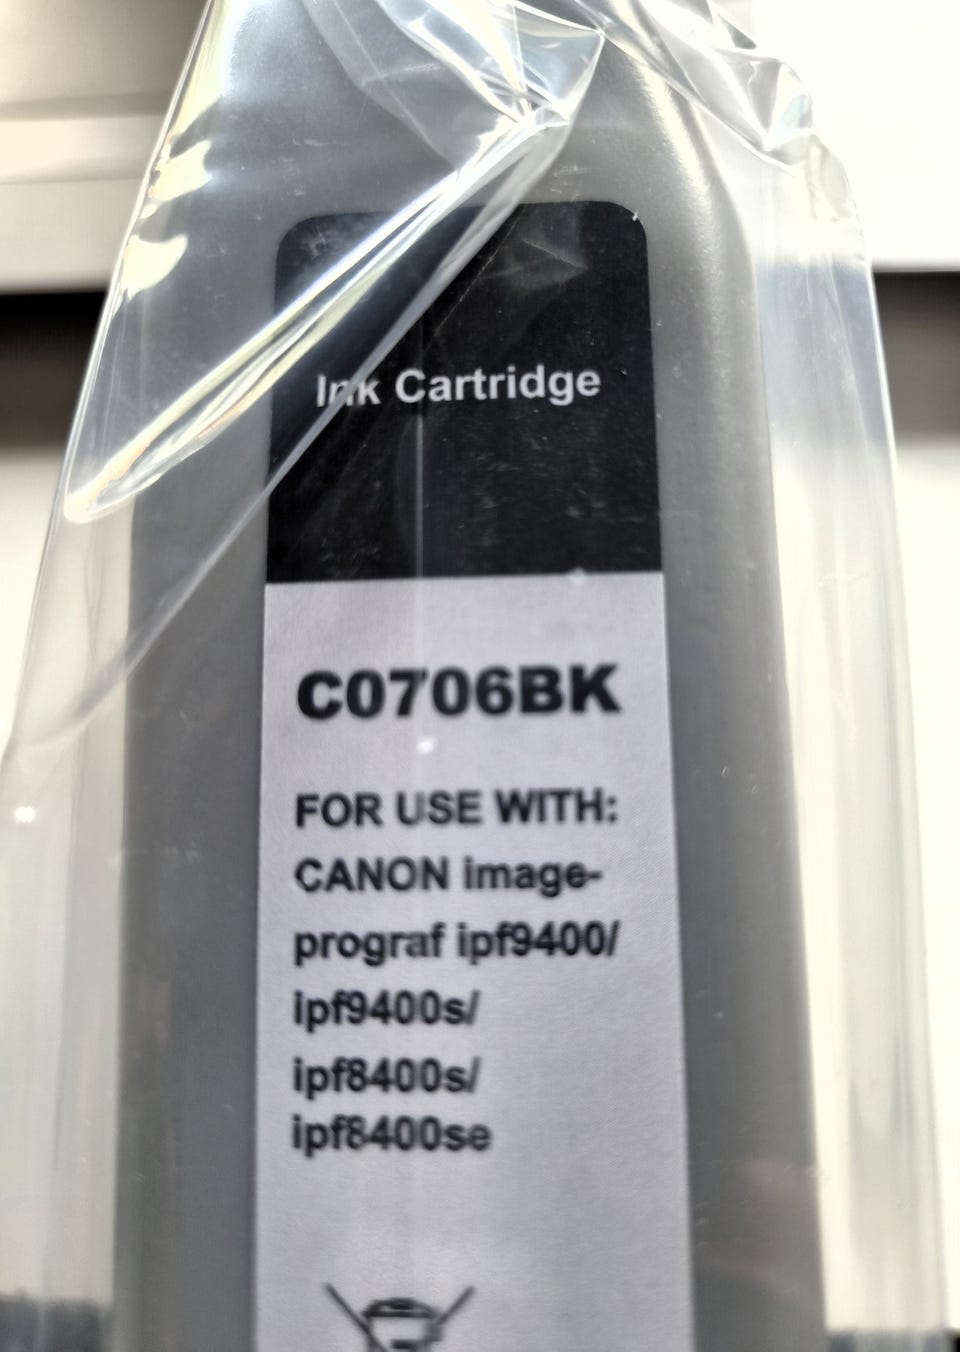 Ink Cartridge
C0706BK
FOR USE WITH:
CANON image-
prograf ipf9400/
ipf9400s/
ipf8400s/
ipf8400se